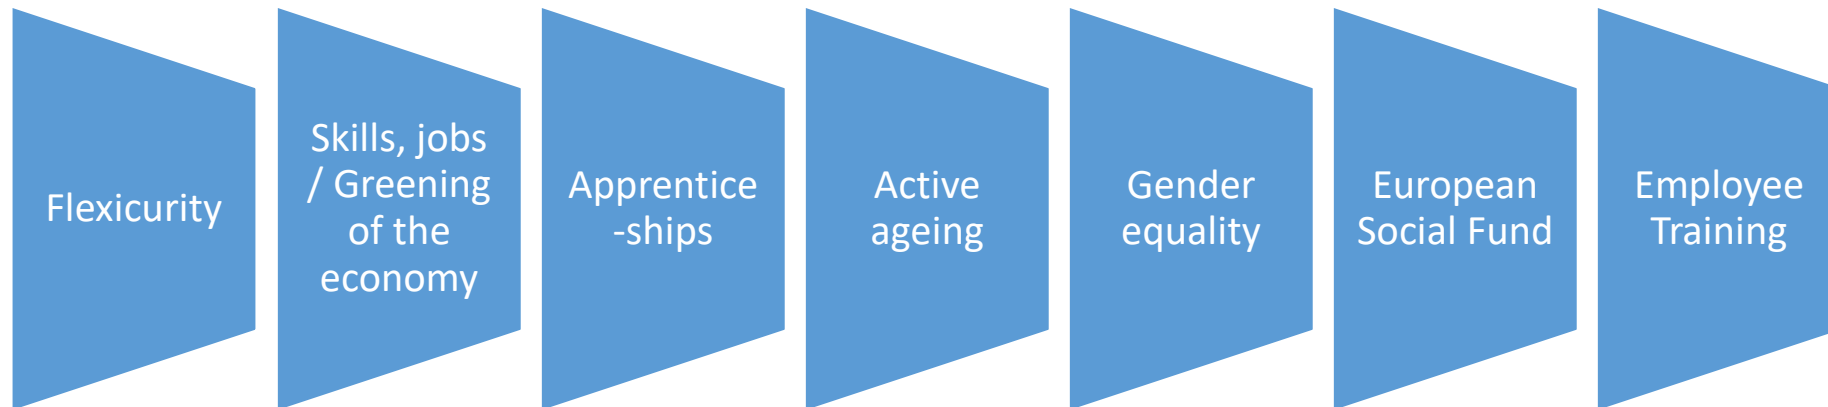 Flexicurity
Skills, jobs
/ Greening
of the
economy
Apprentice
-ships
Active
ageing
Gender
equality
European
Social Fund
Employee
Training